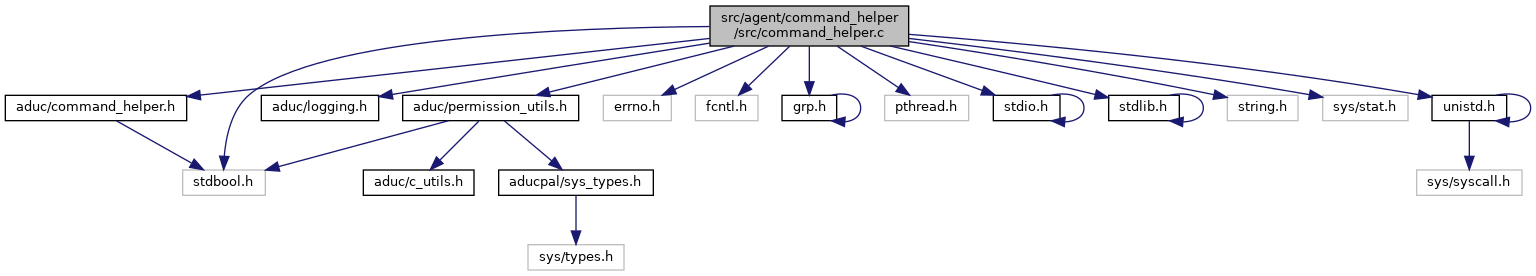 src/agent/command_helper
/src/command_helper.c
aduc/command_helper.h
aduc/logging.h
aduc/permission_utils.h
errno.h
fcntl.h
grp.h
pthread.h
stdio.h
stdlib.h
string.h
sys/stat.h
unistd.h
stdbool.h
aduc/c_utils.h
aducpal/sys_types.h
sys/syscall.h
sys/types.h